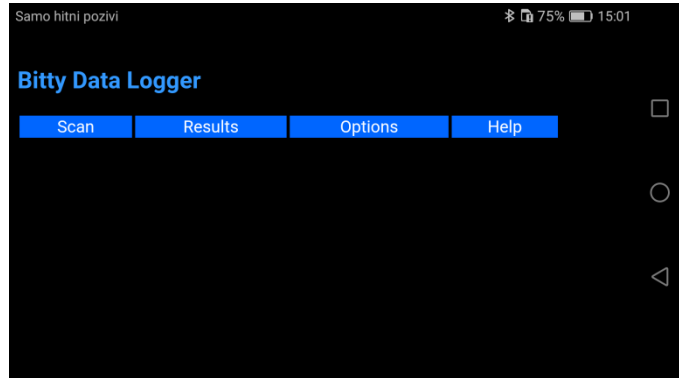 Samo hitni pozivi 75% 15:01
Bitty Data Logger
Scan Results Options Help